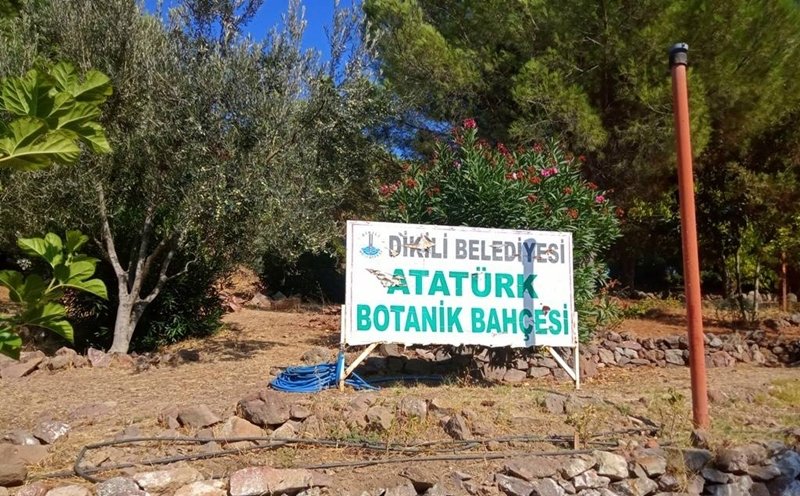 DİKİLİ BELEDİYESİ
ATATÜRK
BOTANİK BAHÇESİ